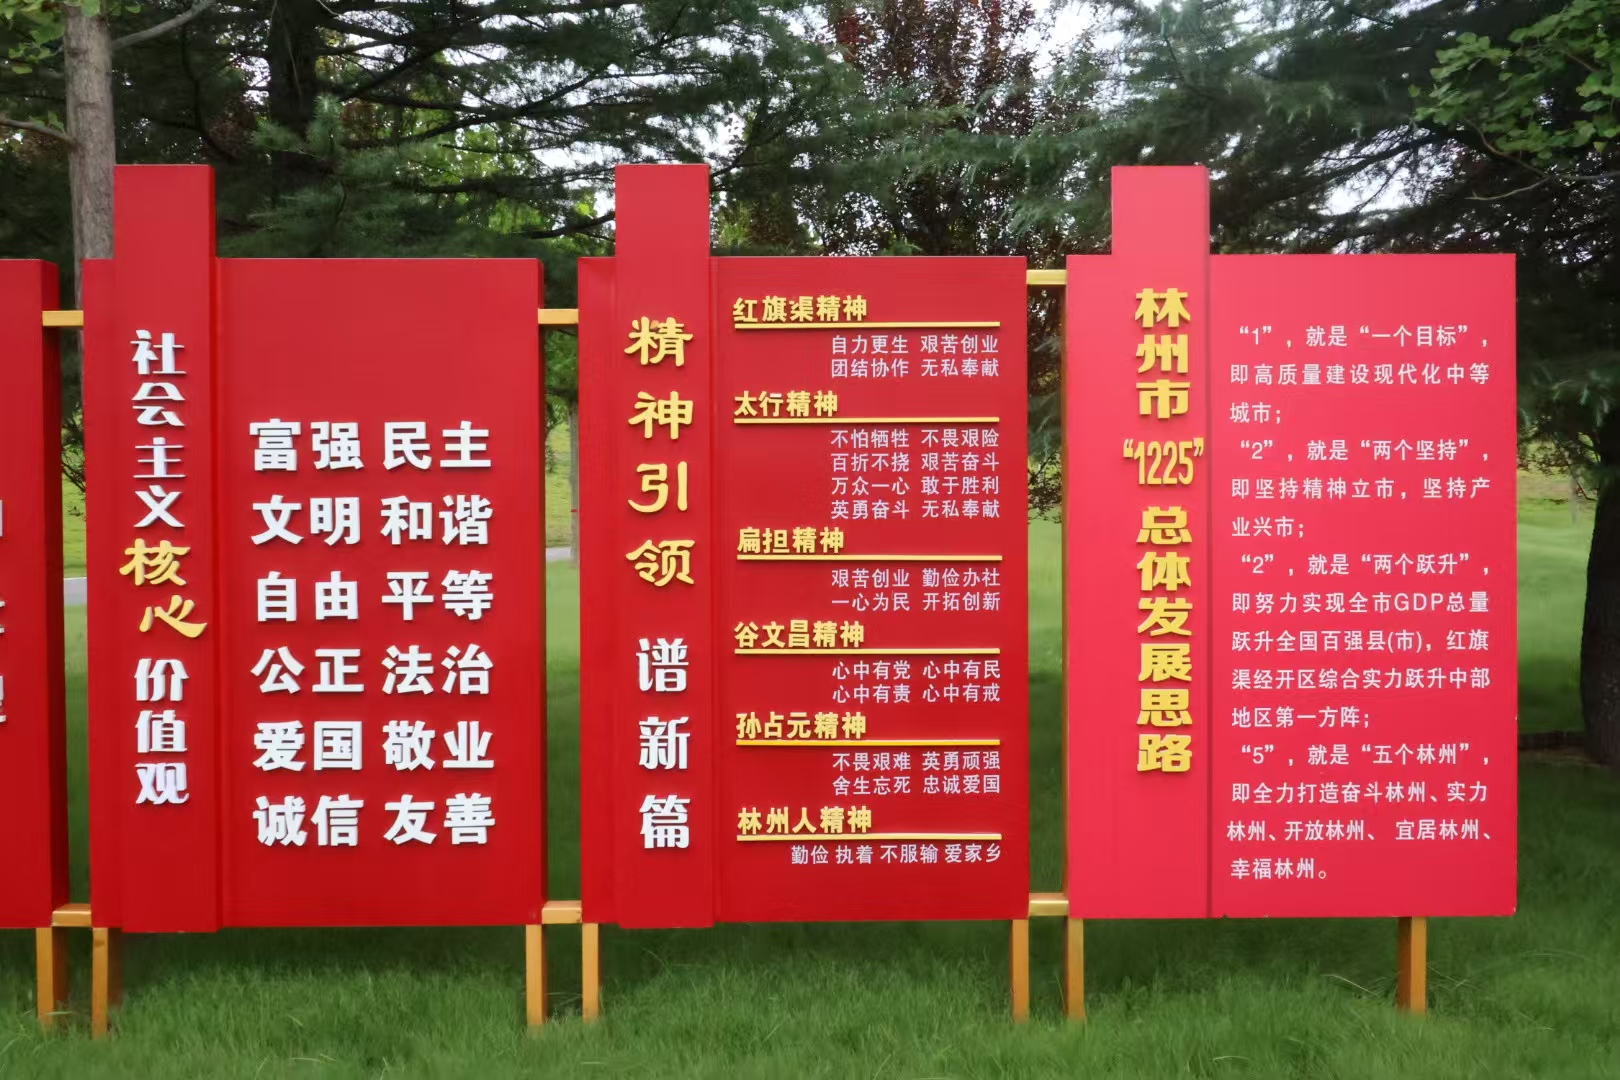 社会主义核心价值观
富强 民主
文明 和谐
自由 平等
公正 法治
爱国 敬业
诚信 友善
精神引领 谱新篇
红旗渠精神
自力更生 艰苦创业
团结协作 无私奉献
太行精神
不怕牺牲 不畏艰险
百折不挠 艰苦奋斗
万众一心 敢于胜利
英勇奋斗 无私奉献
扁担精神
艰苦创业 勤俭办社
一心为民 开拓创新
谷文昌精神
心中有党 心中有民
心中有责 心中有戒
孙占元精神
不畏艰难 英勇顽强
舍生忘死 忠诚爱国
林州人精神
勤俭 执着 不服输 爱家乡
林州市“1225”总体发展思路
“1”，就是“一个目标”，
即高质量建设现代化中等
城市；
“2”，就是“两个坚持”，
即坚持精神立市，坚持产
业兴市；
“2”，就是“两个跃升”，
即努力实现全市GDP总量
跃升全国百强县(市)，红旗
渠经开区综合实力跃升中部
地区第一方阵；
“5”，就是“五个林州”，
即全力打造奋斗林州、实力
林州、开放林州、 宜居林州、
幸福林州。